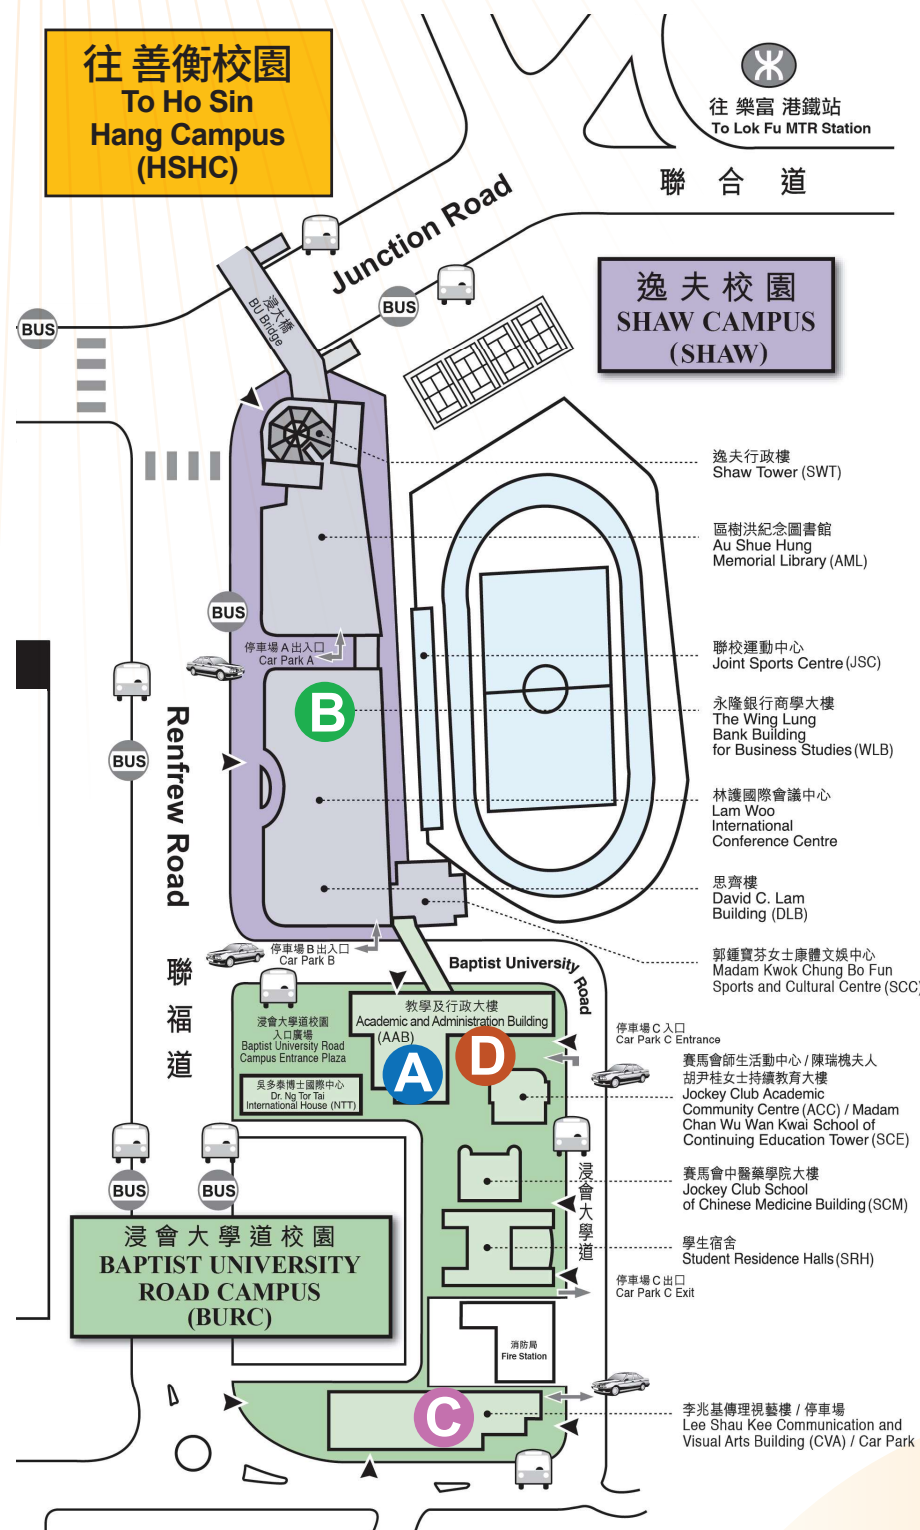 往 善衡校園
To Ho Sin
Hang Campus
(HSHC)
往 樂富 港鐵站
To Lok Fu MTR Station
聯 合 道
Junction Road
逸 夫 校 園
SHAW CAMPUS
(SHAW)
BUS
BUS
浸大橋
BU Bridge
逸夫行政樓
Shaw Tower (SWT)
區樹洪紀念圖書館
Au Shue Hung
Memorial Library (AML)
BUS
停車場 A 出入口
Car Park A
聯校運動中心
Joint Sports Centre (JSC)
B
永隆銀行商學大樓
The Wing Lung
Bank Building
for Business Studies (WLB)
BUS
Renfrew Road
聯福道
林護國際會議中心
Lam Woo
International
Conference Centre
思齊樓
David C. Lam
Building (DLB)
停車場 B 出入口
Car Park B
郭鍾寶芬女士康體文娛中心
Madam Kwok Chung Bo Fun
Sports and Cultural Centre (SCC)
Baptist University Road
教學及行政大樓
Academic and Administration Building
(AAB)
A
D
浸會大學道校園
入口廣場
Baptist University Road
Campus Entrance Plaza
停車場 C 入口
Car Park C Entrance
吳多泰博士國際中心
Dr. Ng Tor Tai
International House (NTT)
賽馬會師生活動中心 / 陳瑞槐夫人
胡尹桂女士持續教育大樓
Jockey Club Academic
Community Centre (ACC) / Madam
Chan Wu Wan Kwai School of
Continuing Education Tower (SCE)
浸會大學道
賽馬會中醫藥學院大樓
Jockey Club School
of Chinese Medicine Building (SCM)
BUS
BUS
浸 會 大 學 道 校 園
BAPTIST UNIVERSITY
ROAD CAMPUS
(BURC)
學生宿舍
Student Residence Halls (SRH)
停車場 C 出口
Car Park C Exit
消防局
Fire Station
C
李兆基傳理視藝樓 / 停車場
Lee Shau Kee Communication and
Visual Arts Building (CVA) / Car Park